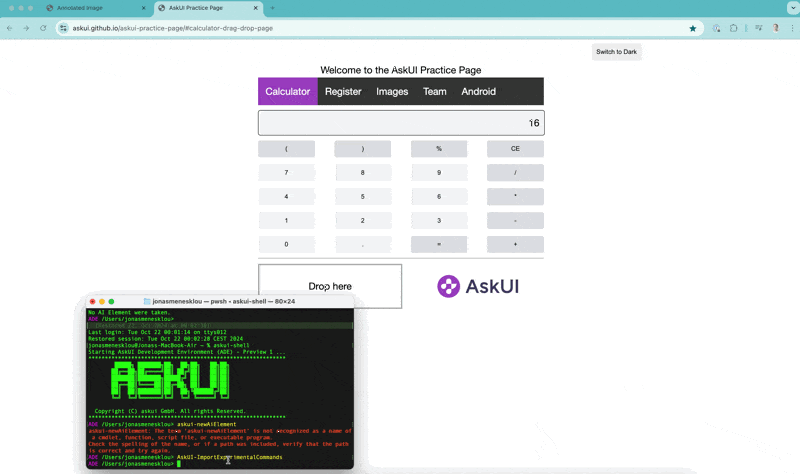 Annotated Image
AskUI Practice Page
askui.github.io/askui-practice-page/#calculator-drag-drop-page
Switch to Dark
Welcome to the AskUI Practice Page
Calculator Register Images Team Android
16
( ) % CE
7 8 9 /
4 5 6 *
1 2 3 -
0 . = +
Drop here
AskUI
jonasmenesklou — pwsh • askui-shell — 80×24
No AI Element were taken.
ADE /Users/jonasmenesklou>
Last login: Tue Oct 22 00:01:14 on ttys012
Restored session: Tue Oct 22 00:02:28 CEST 2024
jonasmenesklou@Jonass-MacBook-Air ~ % askui-shell
Starting AskUI Development Environment (ADE) - Preview 1 ...
ASKUI
Copyright (C) askui GmbH. All rights Reserved.
ADE /Users/jonasmenesklou> askui-newAiElement
askui-newAiElement: The term 'askui-newAiElement' is not recognized as a name of
a cmdlet, function, script file, or executable program.
Check the spelling of the name, or if a path was included, verify that the path
is correct and try again.
ADE /Users/jonasmenesklou> AskUI-ImportExperimentalCommands
ADE /Users/jonasmenesklou>